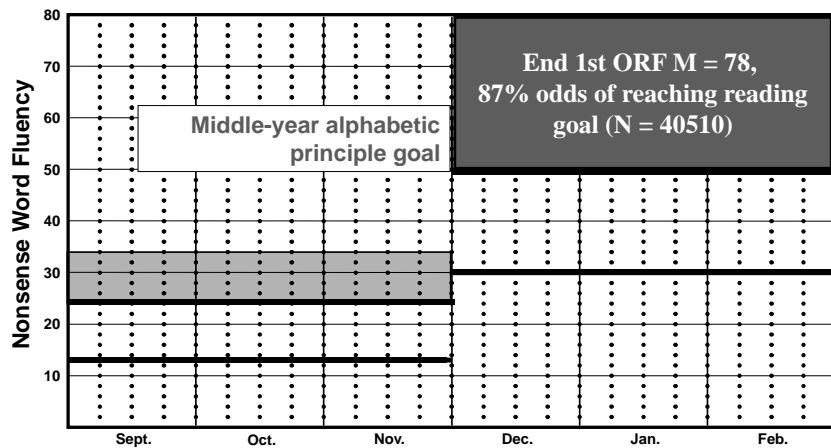 80
70
60
50
40
30
20
10
Nonsense Word Fluency
Middle-year alphabetic
principle goal
End 1st ORF M = 78,
87% odds of reaching reading
goal (N = 40510)
Sept.
Oct.
Nov.
Dec.
Jan.
Feb.